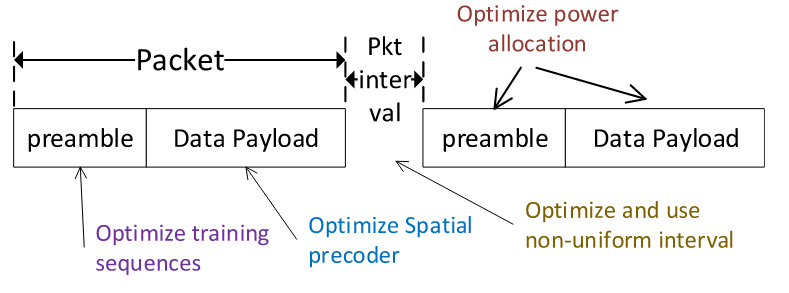 Optimize power
allocation
Packet
Pkt
inter
val
preamble
Data Payload
preamble
Data Payload
Optimize training
sequences
Optimize Spatial
precoder
Optimize and use
non-uniform interval